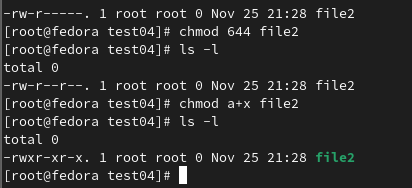 -rw-r-----. 1 root root 0 Nov 25 21:28 file2
[root@fedora test04]# chmod 644 file2
[root@fedora test04]# ls -l
total 0
-rw-r--r--. 1 root root 0 Nov 25 21:28 file2
[root@fedora test04]# chmod a+x file2
[root@fedora test04]# ls -l
total 0
-rwxr-xr-x. 1 root root 0 Nov 25 21:28 file2
[root@fedora test04]#